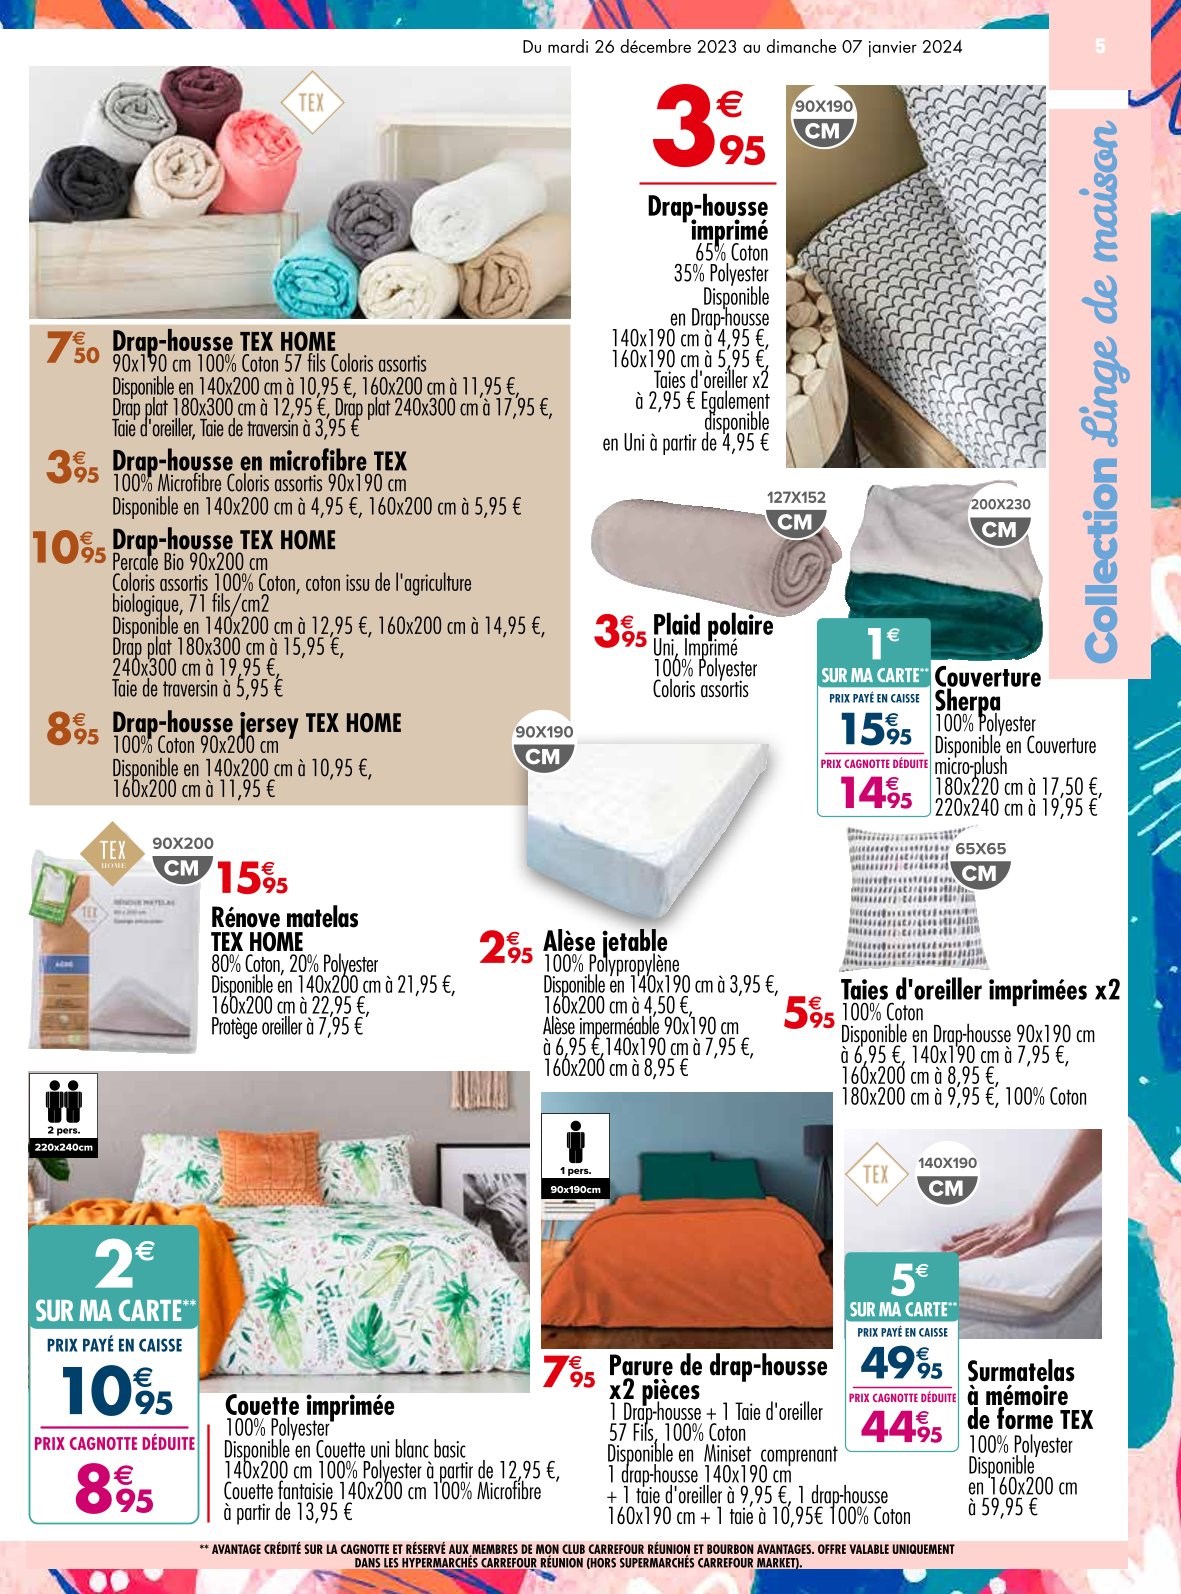 Du mardi 26 décembre 2023 au dimanche 07 janvier 2024
5
Collection Linge de maison
TEX
7€50
Drap-housse TEX HOME
90x190 cm 100% Coton 57 fils Coloris assortis
Disponible en 140x200 cm à 10,95 €, 160x200 cm à 11,95 €,
Drap plat 180x300 cm à 12,95 €, Drap plat 240x300 cm à 17,95 €,
Taie d'oreiller, Taie de traversin à 3,95 €
3€95
Drap-housse en microfibre TEX
100% Microfibre Coloris assortis 90x190 cm
Disponible en 140x200 cm à 4,95 €, 160x200 cm à 5,95 €
10€95
Drap-housse TEX HOME
Percale Bio 90x200 cm
Coloris assortis 100% Coton, coton issu de l'agriculture
biologique, 71 fils/cm2
Disponible en 140x200 cm à 12,95 €, 160x200 cm à 14,95 €,
Drap plat 180x300 cm à 15,95 €,
240x300 cm à 19,95 €,
Taie de traversin à 5,95 €
8€95
Drap-housse jersey TEX HOME
100% Coton 90x200 cm
Disponible en 140x200 cm à 10,95 €,
160x200 cm à 11,95 €
3€95
90X190
CM
Drap-housse
imprimé
65% Coton
35% Polyester
Disponible
en Drap-housse
140x190 cm à 4,95 €,
160x190 cm à 5,95 €,
Taies d'oreiller x2
à 2,95 € Egalement
disponible
en Uni à partir de 4,95 €
127X152
CM
3€95
Plaid polaire
Uni, Imprimé
100% Polyester
Coloris assortis
200X230
CM
1€
SUR MA CARTE**
PRIX PAYÉ EN CAISSE
15€95
PRIX CAGNOTTE DÉDUITE
14€95
Couverture
Sherpa
100% Polyester
Disponible en Couverture
micro-plush
180x220 cm à 17,50 €,
220x240 cm à 19,95 €
TEX
HOME
90X200
CM
15€95
RÉNOVE MATELAS
TEX
Rénove matelas
TEX HOME
80% Coton, 20% Polyester
Disponible en 140x200 cm à 21,95 €,
160x200 cm à 22,95 €,
Protège oreiller à 7,95 €
90X190
CM
2€95
Alèse jetable
100% Polypropylène
Disponible en 140x190 cm à 3,95 €,
160x200 cm à 4,50 €,
Alèse imperméable 90x190 cm
à 6,95 €,140x190 cm à 7,95 €,
160x200 cm à 8,95 €
65X65
CM
5€95
Taies d'oreiller imprimées x2
100% Coton
Disponible en Drap-housse 90x190 cm
à 6,95 €, 140x190 cm à 7,95 €,
160x200 cm à 8,95 €,
180x200 cm à 9,95 €, 100% Coton
2 pers.
220x240cm
2€
SUR MA CARTE**
PRIX PAYÉ EN CAISSE
10€95
PRIX CAGNOTTE DÉDUITE
8€95
Couette imprimée
100% Polyester
Disponible en Couette uni blanc basic
140x200 cm 100% Polyester à partir de 12,95 €,
Couette fantaisie 140x200 cm 100% Microfibre
à partir de 13,95 €
1 pers.
90x190cm
7€95
Parure de drap-housse
x2 pièces
1 Drap-housse + 1 Taie d'oreiller
57 Fils, 100% Coton
Disponible en Miniset comprenant
1 drap-housse 140x190 cm
+ 1 taie d'oreiller à 9,95 €, 1 drap-housse
160x190 cm + 1 taie à 10,95€ 100% Coton
TEX
140X190
CM
5€
SUR MA CARTE**
PRIX PAYÉ EN CAISSE
49€95
PRIX CAGNOTTE DÉDUITE
44€95
Surmatelas
à mémoire
de forme TEX
100% Polyester
Disponible
en 160x200 cm
à 59,95 €
** AVANTAGE CRÉDITÉ SUR LA CAGNOTTE ET RÉSERVÉ AUX MEMBRES DE MON CLUB CARREFOUR RÉUNION ET BOURBON AVANTAGES. OFFRE VALABLE UNIQUEMENT
DANS LES HYPERMARCHÉS CARREFOUR RÉUNION (HORS SUPERMARCHÉS CARREFOUR MARKET).